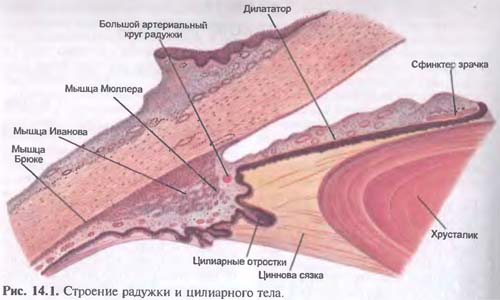 Дилататор
Большой артериальный
круг радужки
Сфинктер зрачка
Мышца Мюллера
Мышца Иванова
Мышца
Брюке
Хрусталик
Цилиарные отростки
Циннова сязка
Рис. 14.1. Строение радужки и цилиарного тела.